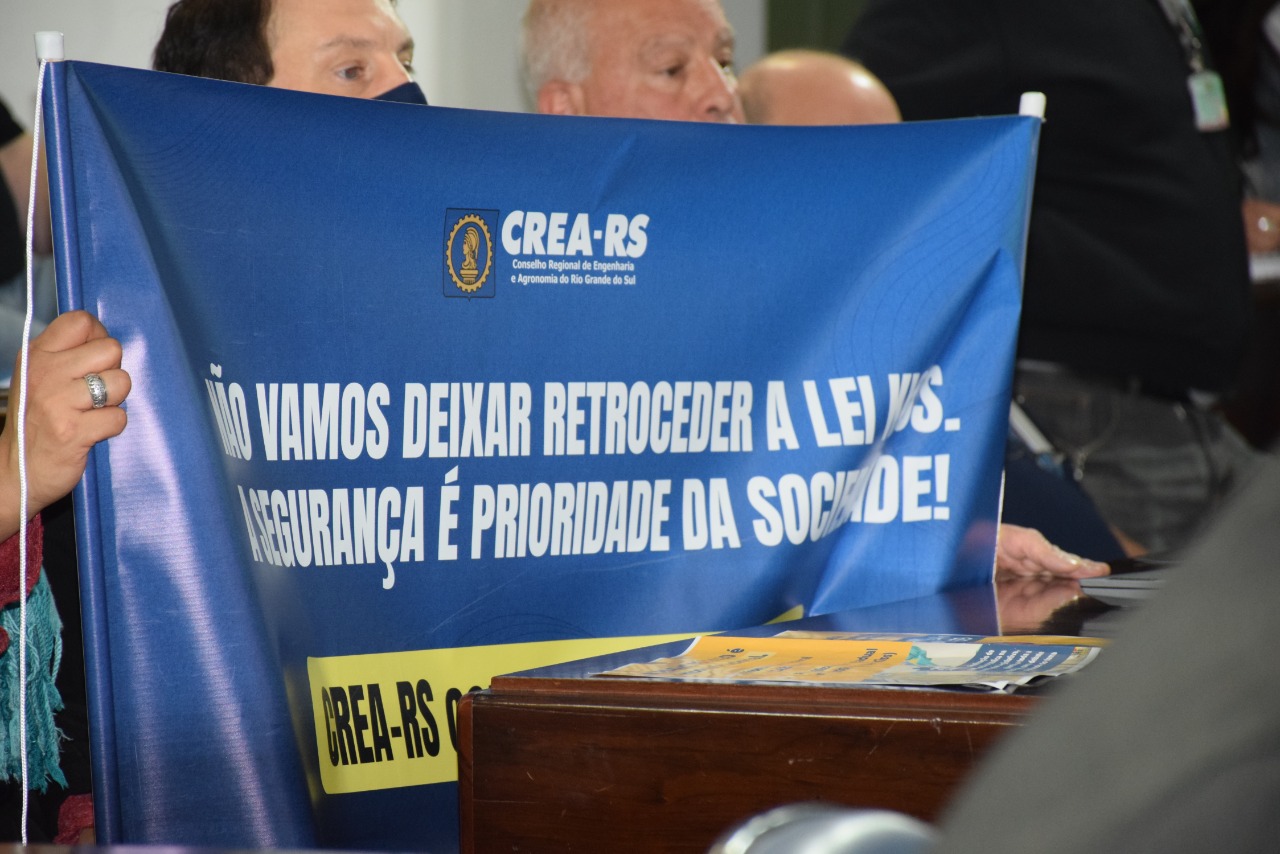 CREA-RS
Conselho Regional de Engenharia
e Agronomia do Rio Grande do Sul
NÃO VAMOS DEIXAR RETROCEDER A LEI
A SEGURANÇA É PRIORIDADE DA SOCIEDADE!
CREA-RS